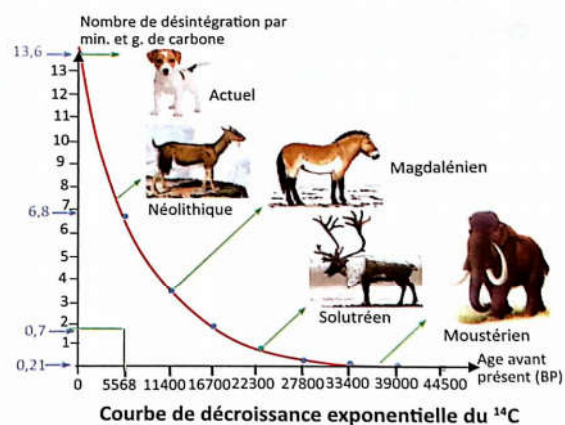 Nombre de désintégration par
min. et g. de carbone
13,6
13
12
11
10
9
8
7
6,8
6
5
4
3
2
0,7
1
0,21
Actuel
Néolithique
Magdalénien
Solutréen
Moustérien
0 5568 11400 16700 22300 27800 33400 39000 44500
Age avant
présent (BP)
Courbe de décroissance exponentielle du ¹⁴C